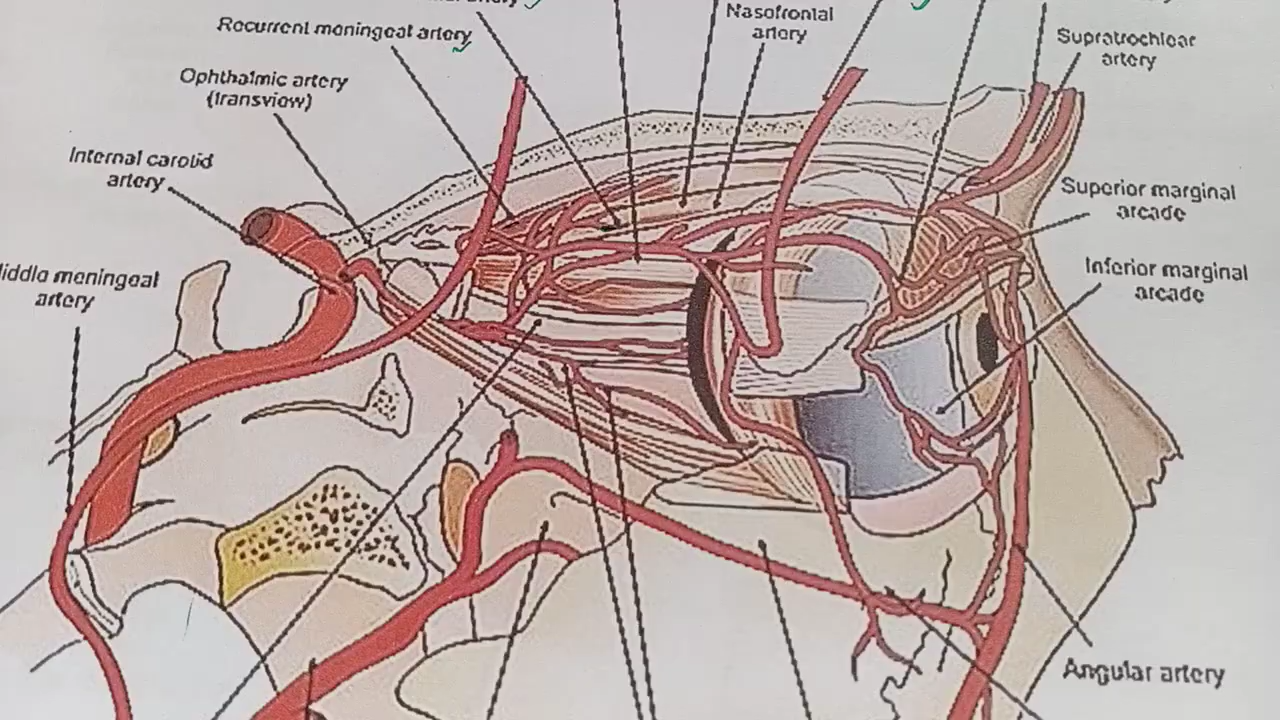 Nasofrontal
artery
Recurrent meningeal artery
Supratrochlear
artery
Ophthalmic artery
(transview)
Internal carotid
artery
Superior marginal
arcade
Inferior marginal
arcade
meningeal
artery
Angular artery